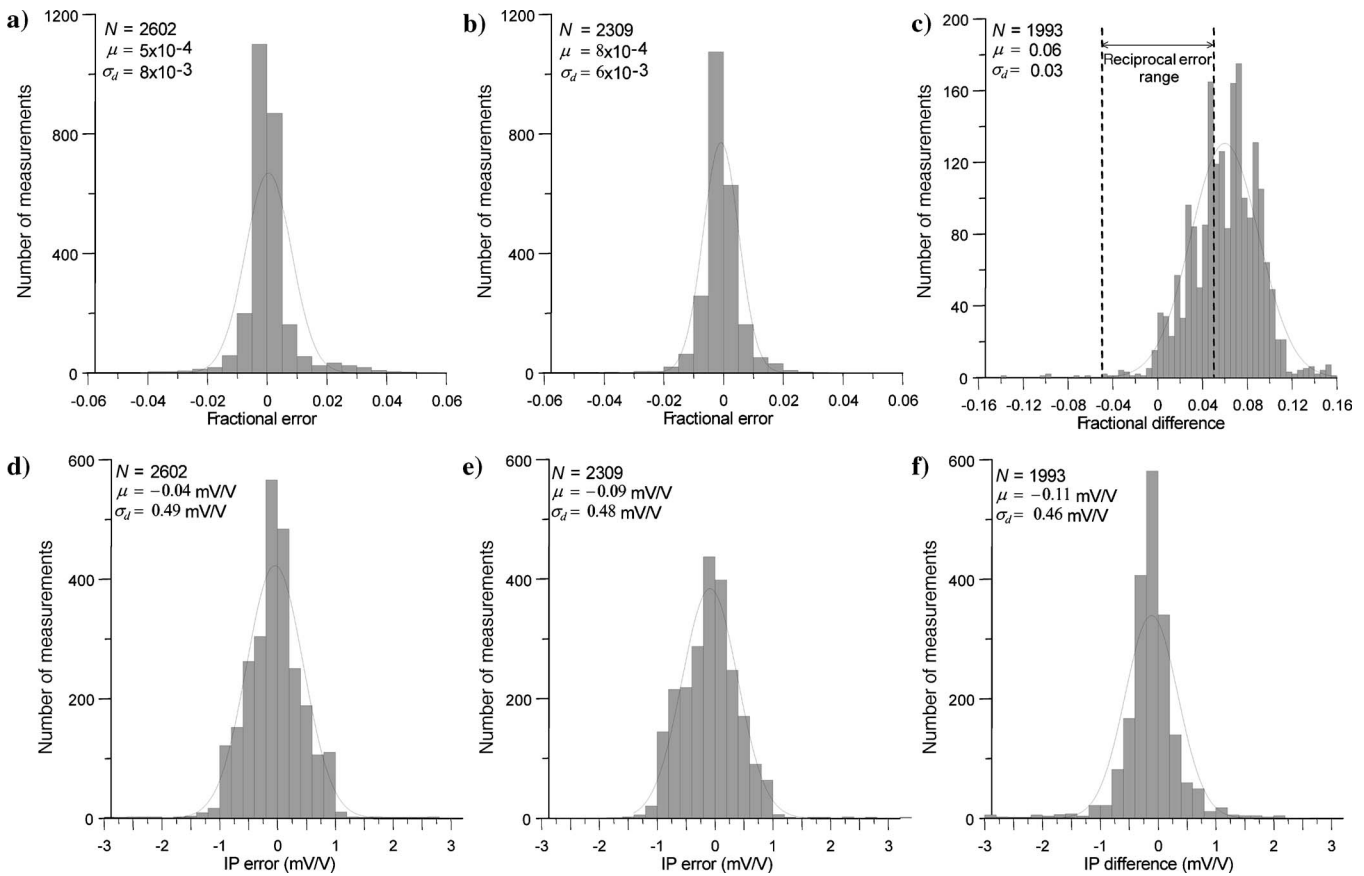 a)
1200
800
400
0
Number of measurements
N = 2602
μ = 5x10-4
σd = 8x10-3
-0.06 -0.04 -0.02 0 0.02 0.04 0.06
Fractional error
b)
1200
800
400
0
Number of measurements
N = 2309
μ = 8x10-4
σd = 6x10-3
-0.06 -0.04 -0.02 0 0.02 0.04 0.06
Fractional error
c)
200
160
120
80
40
0
Number of measurements
N = 1993
μ = 0.06
σd = 0.03
Reciprocal error
range
-0.16 -0.12 -0.08 -0.04 0 0.04 0.08 0.12 0.16
Fractional difference
d)
600
400
200
0
Number of measurements
N = 2602
μ = −0.04 mV/V
σd = 0.49 mV/V
-3 -2 -1 0 1 2 3
IP error (mV/V)
e)
600
400
200
0
Number of measurements
N = 2309
μ = −0.09 mV/V
σd = 0.48 mV/V
-3 -2 -1 0 1 2 3
IP error (mV/V)
f)
600
400
200
0
Number of measurements
N = 1993
μ = −0.11 mV/V
σd = 0.46 mV/V
-3 -2 -1 0 1 2 3
IP difference (mV/V)